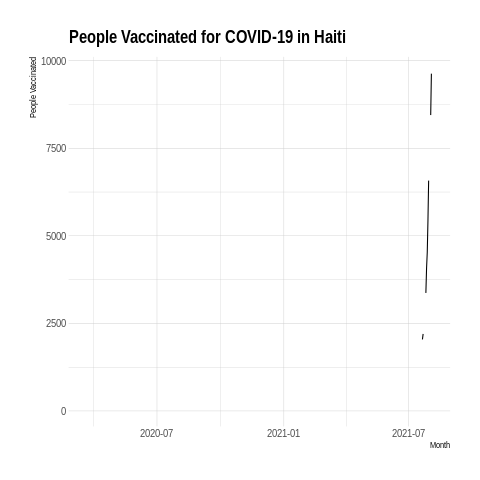 People Vaccinated for COVID-19 in Haiti
People Vaccinated
10000
7500
5000
2500
0
2020-07
2021-01
2021-07
Month